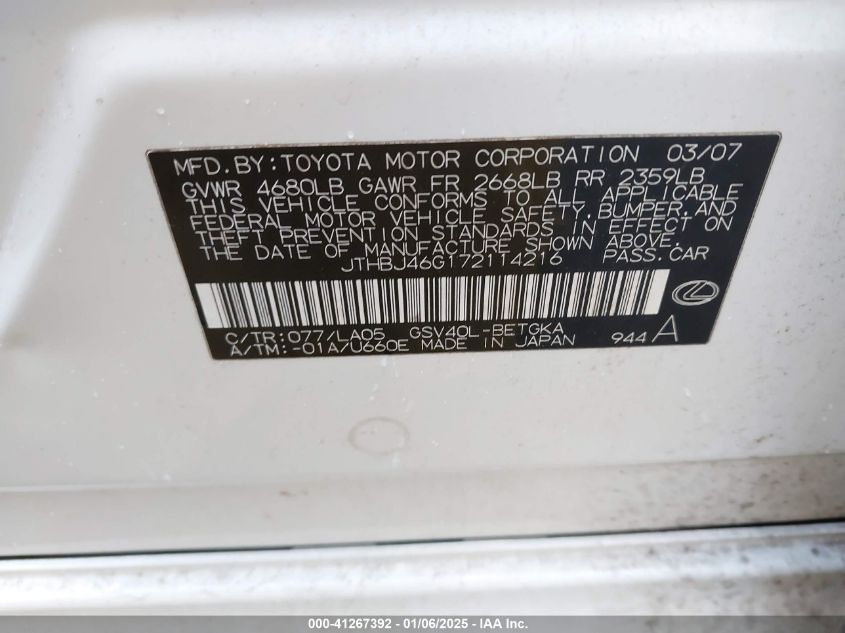 MFD.BY:TOYOTA MOTOR CORPORATION 03/07
GVWR 4680LB GAWR FR 2668LB RR 2359LB
THIS VEHICLE CONFORMS TO ALL APPLICABLE
FEDERAL MOTOR VEHICLE SAFETY,BUMPER,AND
THEFT PREVENTION STANDARDS IN EFFECT ON
THE DATE OF MANUFACTURE SHOWN ABOVE.
JTHBJ46G172114216 PASS.CAR
C/TR:077/LA05 GSV40L-BETGKA
A/TM:-01A/U660E MADE IN JAPAN 944 A
000-41267392 - 01/06/2025 - © IAA Inc.